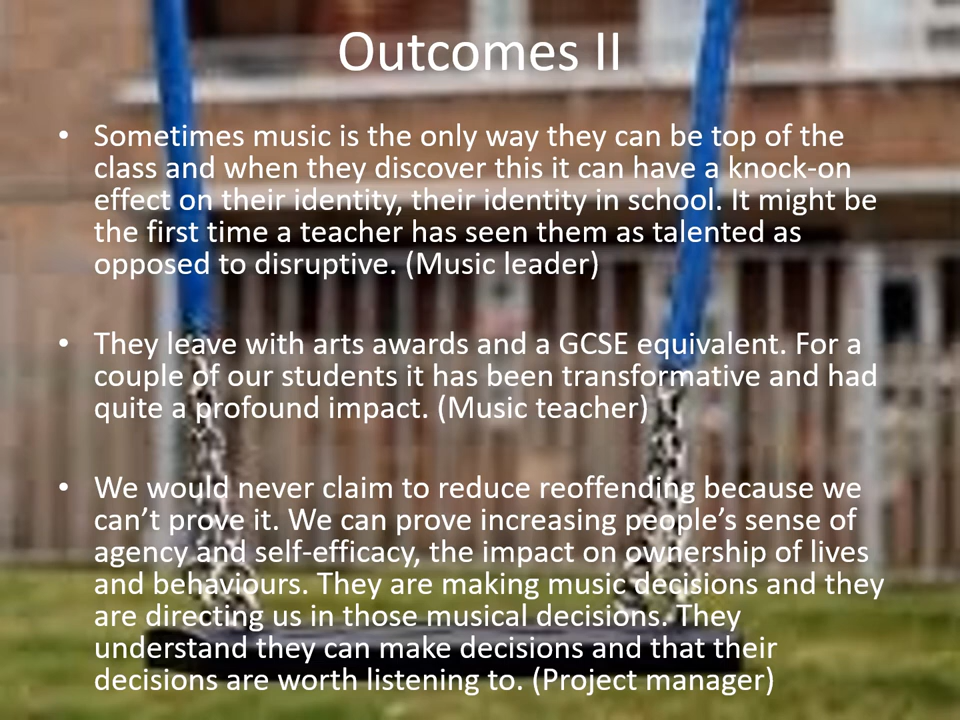 Outcomes II
• Sometimes music is the only way they can be top of the
class and when they discover this it can have a knock-on
effect on their identity, their identity in school. It might be
the first time a teacher has seen them as talented as
opposed to disruptive. (Music leader)
• They leave with arts awards and a GCSE equivalent. For a
couple of our students it has been transformative and had
quite a profound impact. (Music teacher)
• We would never claim to reduce reoffending because we
can’t prove it. We can prove increasing people’s sense of
agency and self-efficacy, the impact on ownership of lives
and behaviours. They are making music decisions and they
are directing us in those musical decisions. They
understand they can make decisions and that their
decisions are worth listening to. (Project manager)